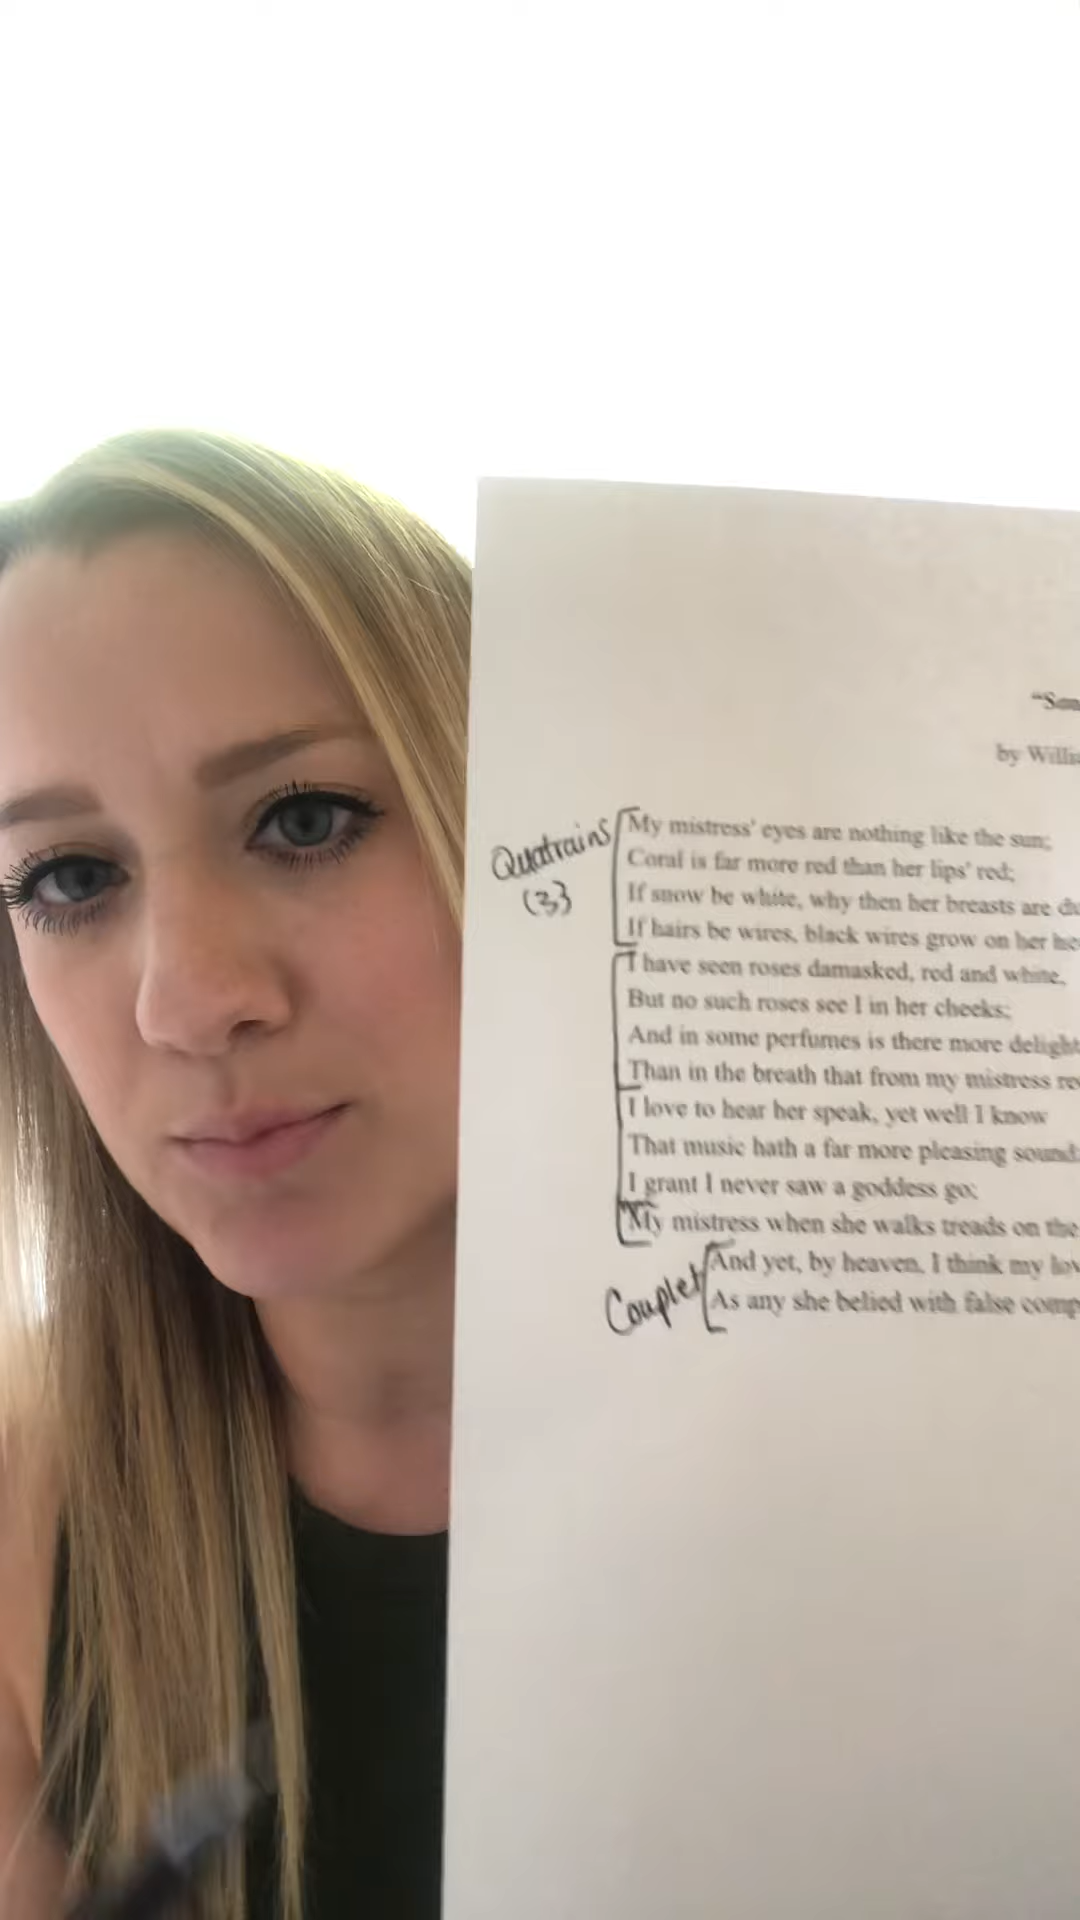 "Son
by Willia
Quatrains
(3)
My mistress' eyes are nothing like the sun;
Coral is far more red than her lips' red;
If snow be white, why then her breasts are du
If hairs be wires, black wires grow on her he
I have seen roses damasked, red and white,
But no such roses see I in her cheeks;
And in some perfumes is there more delight
Than in the breath that from my mistress re
I love to hear her speak, yet well I know
That music hath a far more pleasing sound:
I grant I never saw a goddess go;
My mistress when she walks treads on the
Couplet
And yet, by heaven, I think my lov
As any she belied with false comp